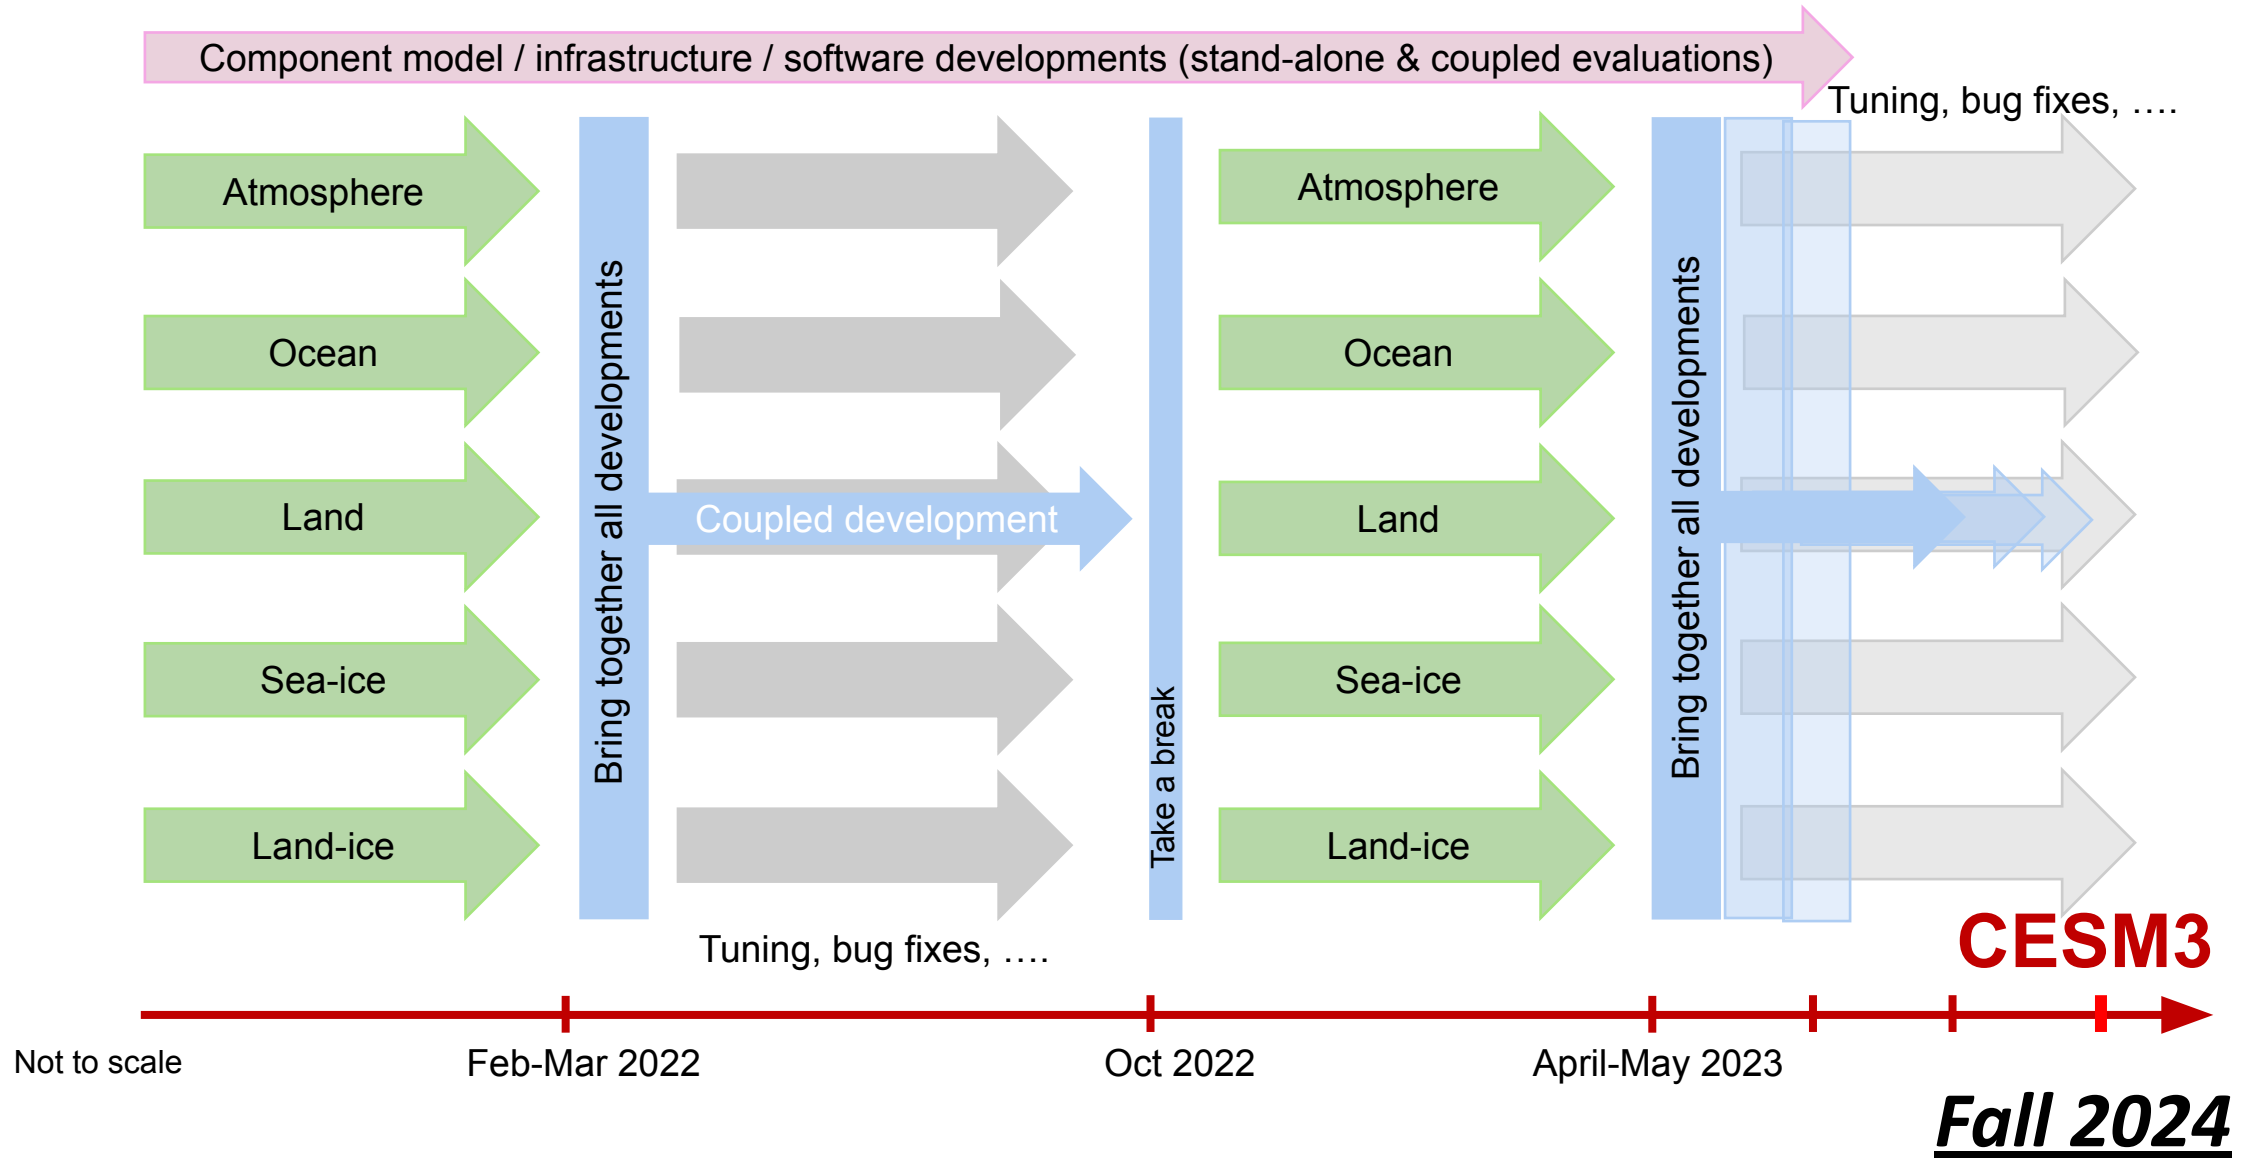 Component model / infrastructure / software developments (stand-alone & coupled evaluations)
Tuning, bug fixes, ....
Atmosphere
Ocean
Land
Sea-ice
Land-ice
Bring together all developments
Coupled development
Tuning, bug fixes, ....
Take a break
Atmosphere
Ocean
Land
Sea-ice
Land-ice
Bring together all developments
CESM3
Not to scale
Feb-Mar 2022
Oct 2022
April-May 2023
Fall 2024